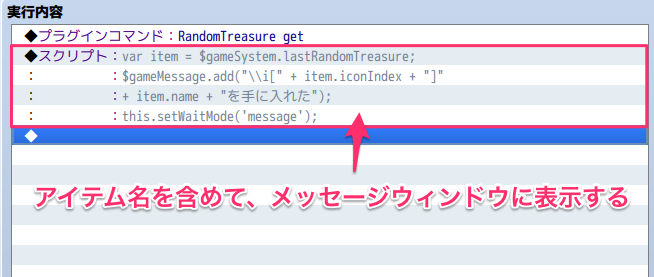 実行内容
◆プラグインコマンド：RandomTreasure get
◆スクリプト：var item = $gameSystem.lastRandomTreasure;
：　　　　　：$gameMessage.add("\\i[" + item.iconIndex + "]"
：　　　　　：+ item.name + "を手に入れた");
：　　　　　：this.setWaitMode('message');
◆
アイテム名を含めて、メッセージウィンドウに表示する